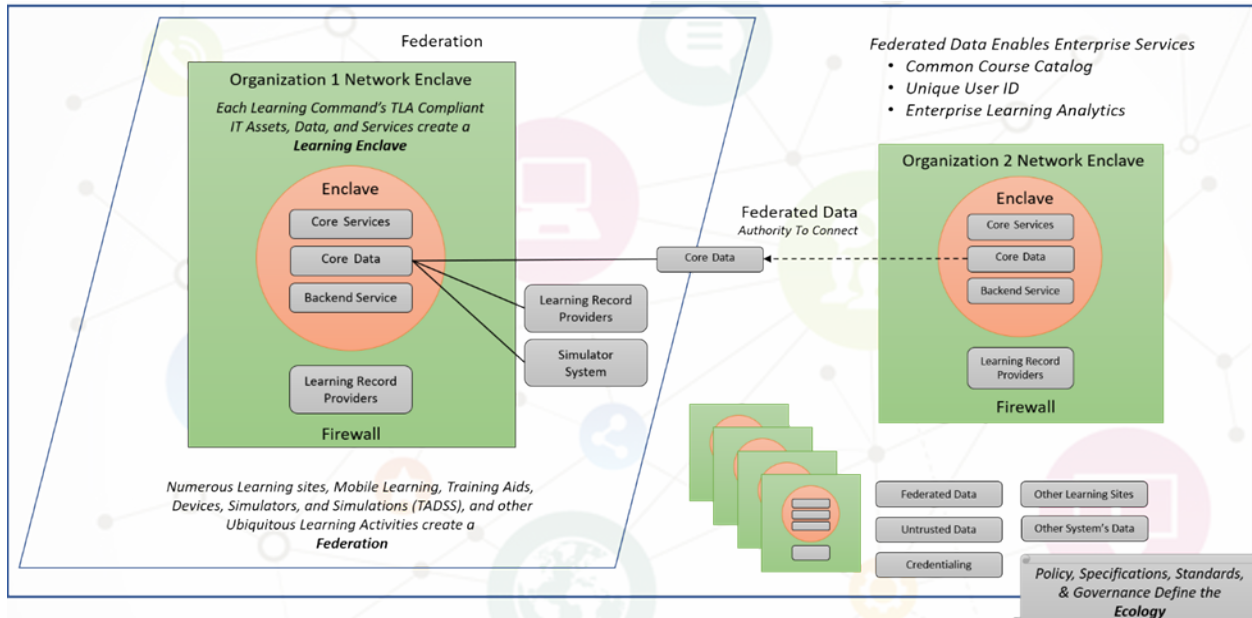 Federation
Organization 1 Network Enclave
Each Learning Command's TLA Compliant
IT Assets, Data, and Services create a
Learning Enclave
Enclave
Core Services
Core Data
Backend Service
Learning Record
Providers
Firewall
Numerous Learning sites, Mobile Learning, Training Aids,
Devices, Simulators, and Simulations (TADSS), and other
Ubiquitous Learning Activities create a
Federation
Learning Record
Providers
Simulator
System
Core Data
Federated Data
Authority To Connect
Federated Data Enables Enterprise Services
• Common Course Catalog
• Unique User ID
• Enterprise Learning Analytics
Organization 2 Network Enclave
Enclave
Core Services
Core Data
Backend Service
Learning Record
Providers
Firewall
Federated Data
Untrusted Data
Credentialing
Other Learning Sites
Other System's Data
Policy, Specifications, Standards,
& Governance Define the
Ecology